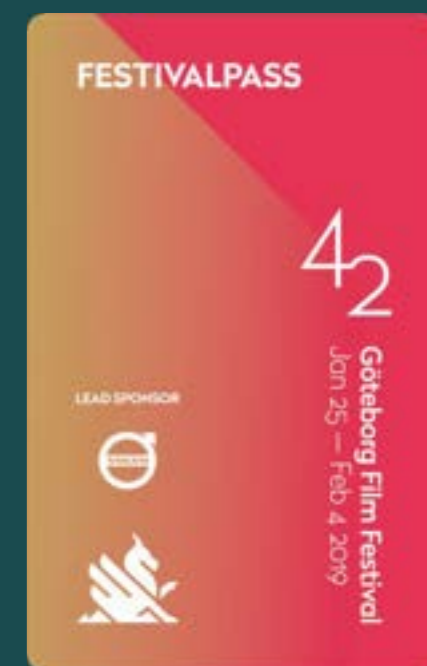 FESTIVALPASS
42
Göteborg Film Festival
Jan 25 — Feb 4 2019
LEAD SPONSOR